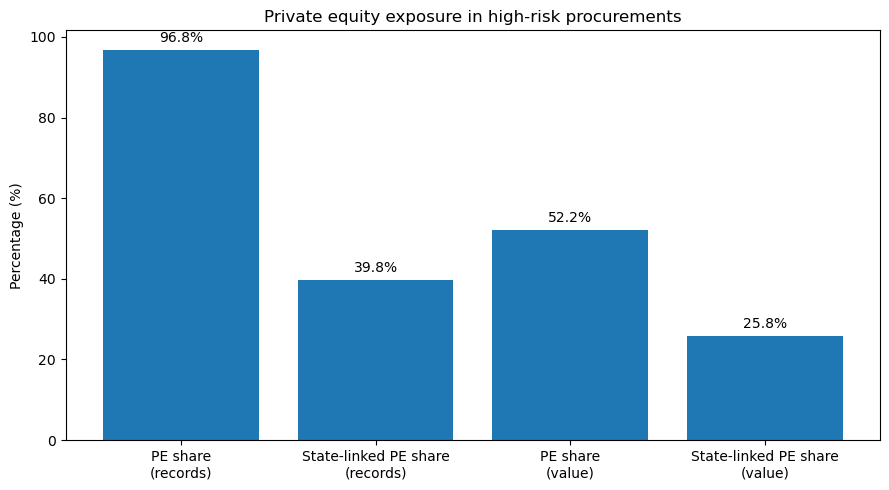 Private equity exposure in high-risk procurements
100
80
60
40
20
0
Percentage (%)
96.8%
39.8%
52.2%
25.8%
PE share
(records)
State-linked PE share
(records)
PE share
(value)
State-linked PE share
(value)